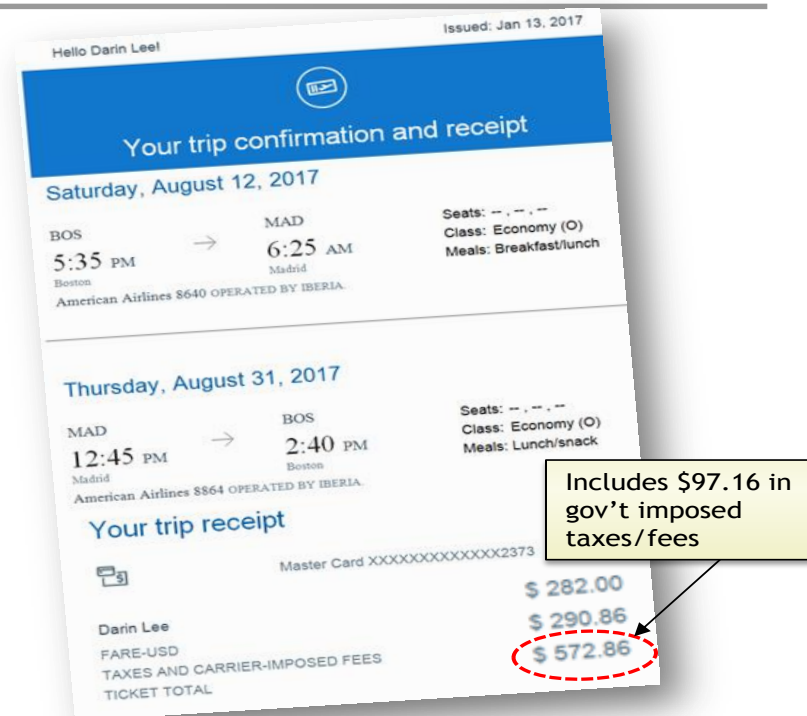 Hello Darin Lee!
Issued: Jan 13, 2017
Your trip confirmation and receipt
Saturday, August 12, 2017
BOS
MAD
Seats: -- , -- , --
5:35 PM
→
6:25 AM
Class: Economy (O)
Boston
Madrid
Meals: Breakfast/lunch
American Airlines 8640 OPERATED BY IBERIA.
Thursday, August 31, 2017
MAD
BOS
Seats: -- , -- , --
12:45 PM
→
2:40 PM
Class: Economy (O)
Madrid
Boston
Meals: Lunch/snack
American Airlines 8864 OPERATED BY IBERIA.
Includes $97.16 in
gov’t imposed
taxes/fees
Your trip receipt
$
Master Card XXXXXXXXXXXXX2373
Darin Lee
FARE-USD
$ 282.00
TAXES AND CARRIER-IMPOSED FEES
$ 290.86
TICKET TOTAL
$ 572.86